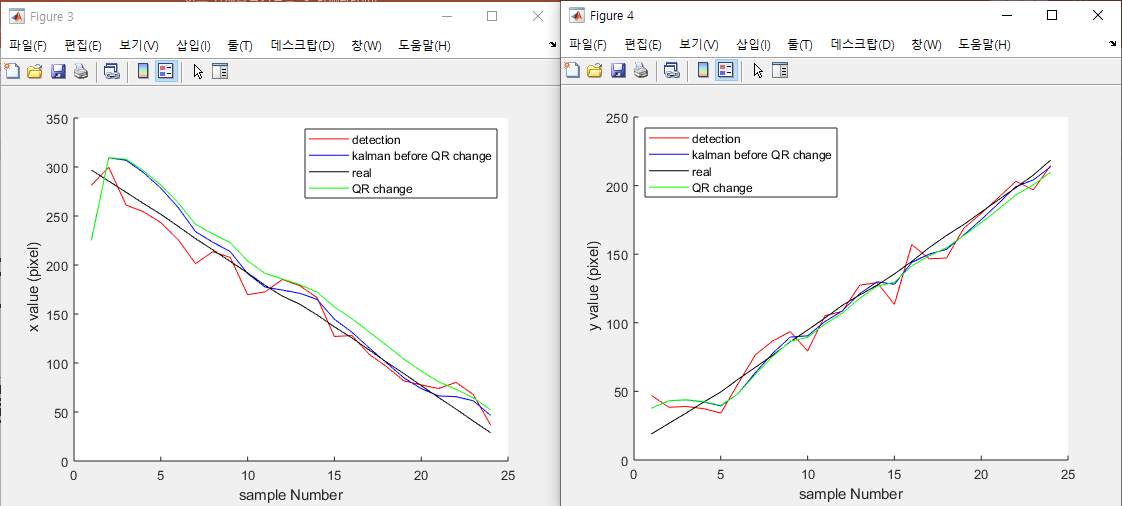 Figure 3
파일(F) 편집(E) 보기(V) 삽입(I) 툴(T) 데스크탑(D) 창(W) 도움말(H)
350
300
250
200
150
100
50
0
0 5 10 15 20 25
x value (pixel)
sample Number
detection
kalman before QR change
real
QR change
Figure 4
파일(F) 편집(E) 보기(V) 삽입(I) 툴(T) 데스크탑(D) 창(W) 도움말(H)
250
200
150
100
50
0
0 5 10 15 20 25
y value (pixel)
sample Number
detection
kalman before QR change
real
QR change